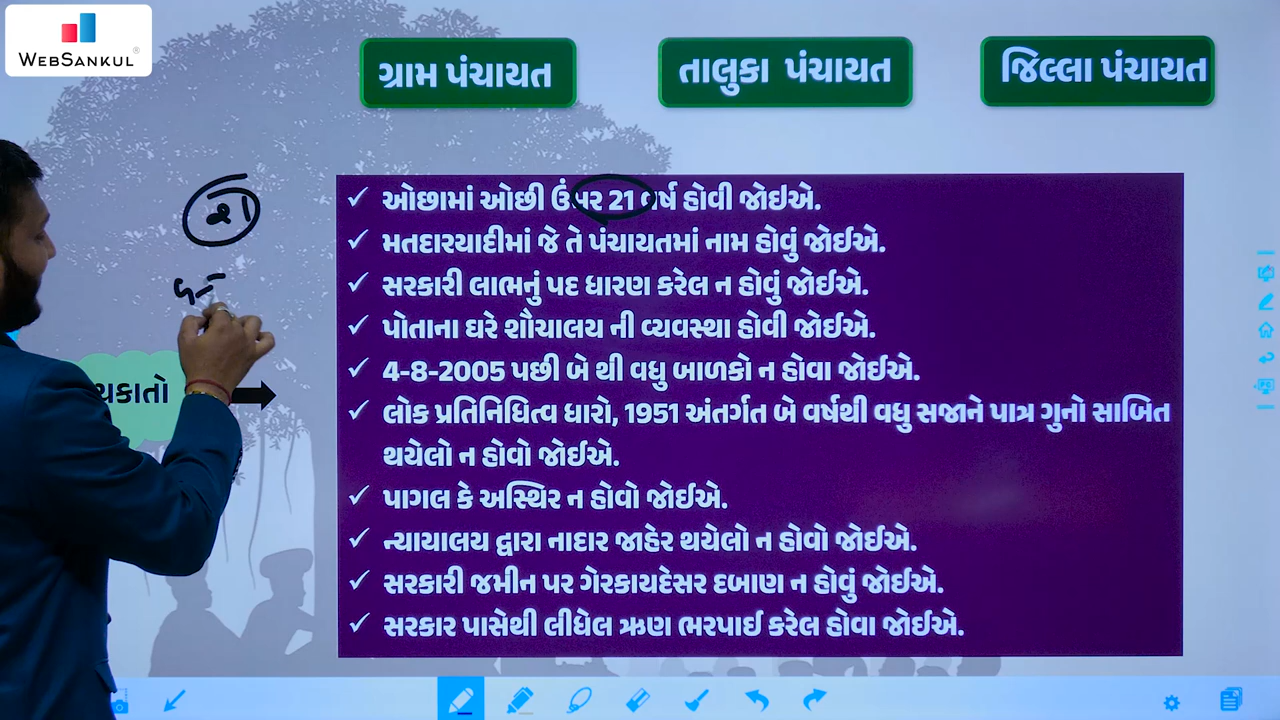 WEBSANKUL®
ગ્રામ પંચાયત
તાલુકા પંચાયત
જિલ્લા પંચાયત
✓ ઓછામાં ઓછી ઉંમર 21 વર્ષ હોવી જોઇએ.
✓ મતદારયાદીમાં જે તે પંચાયતમાં નામ હોવું જોઈએ.
✓ સરકારી લાભનું પદ ધારણ કરેલ ન હોવું જોઈએ.
✓ પોતાના ઘરે શૌચાલય ની વ્યવસ્થા હોવી જોઈએ.
✓ 4-8-2005 પછી બે થી વધુ બાળકો ન હોવા જોઈએ.
✓ લોક પ્રતિનિધિત્વ ધારો, 1951 અંતર્ગત બે વર્ષથી વધુ સજાને પાત્ર ગુનો સાબિત
થયેલો ન હોવો જોઈએ.
✓ પાગલ કે અસ્થિર ન હોવો જોઈએ.
✓ ન્યાયાલય દ્વારા નાદાર જાહેર થયેલો ન હોવો જોઈએ.
✓ સરકારી જમીન પર ગેરકાયદેસર દબાણ ન હોવું જોઈએ.
✓ સરકાર પાસેથી લીધેલ ઋણ ભરપાઈ કરેલ હોવા જોઈએ.
૨૧